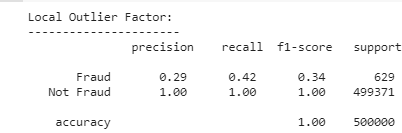 Local Outlier Factor:
----------------------
precision recall f1-score support
Fraud 0.29 0.42 0.34 629
Not Fraud 1.00 1.00 1.00 499371
accuracy 1.00 500000